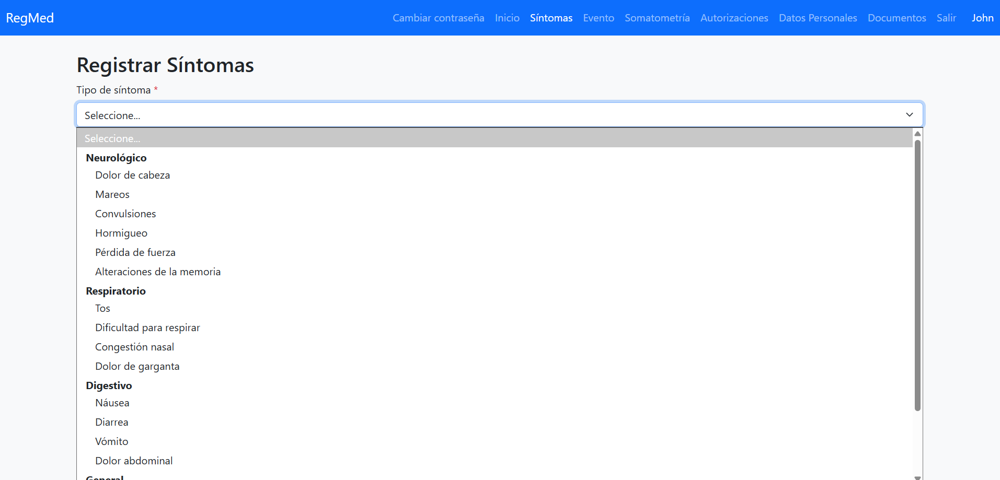 RegMed Cambiar contraseña Inicio Síntomas Evento Somatometría Autorizaciones Datos Personales Documentos Salir John
Registrar Síntomas
Tipo de síntoma *
Seleccione...
Seleccione...
Neurológico
Dolor de cabeza
Mareos
Convulsiones
Hormigueo
Pérdida de fuerza
Alteraciones de la memoria
Respiratorio
Tos
Dificultad para respirar
Congestión nasal
Dolor de garganta
Digestivo
Náusea
Diarrea
Vómito
Dolor abdominal
General